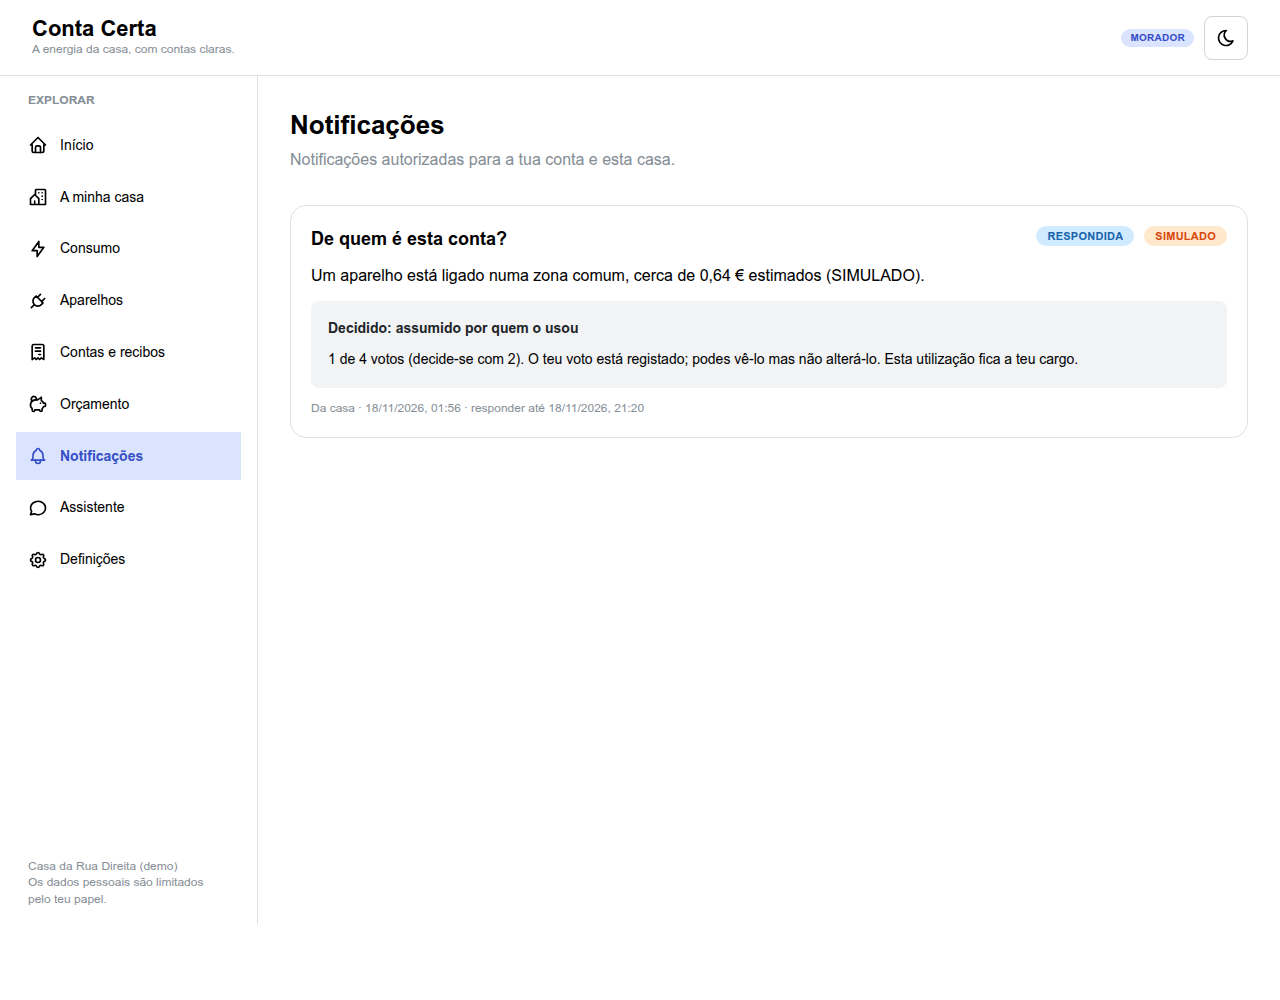 Conta Certa
A energia da casa, com contas claras.
MORADOR
EXPLORAR
Início
A minha casa
Consumo
Aparelhos
Contas e recibos
Orçamento
Notificações
Assistente
Definições
Casa da Rua Direita (demo)
Os dados pessoais são limitados
pelo teu papel.
Notificações
Notificações autorizadas para a tua conta e esta casa.
De quem é esta conta?
RESPONDIDA
SIMULADO
Um aparelho está ligado numa zona comum, cerca de 0,64 € estimados (SIMULADO).
Decidido: assumido por quem o usou
1 de 4 votos (decide-se com 2). O teu voto está registado; podes vê-lo mas não alterá-lo. Esta utilização fica a teu cargo.
Da casa · 18/11/2026, 01:56 · responder até 18/11/2026, 21:20